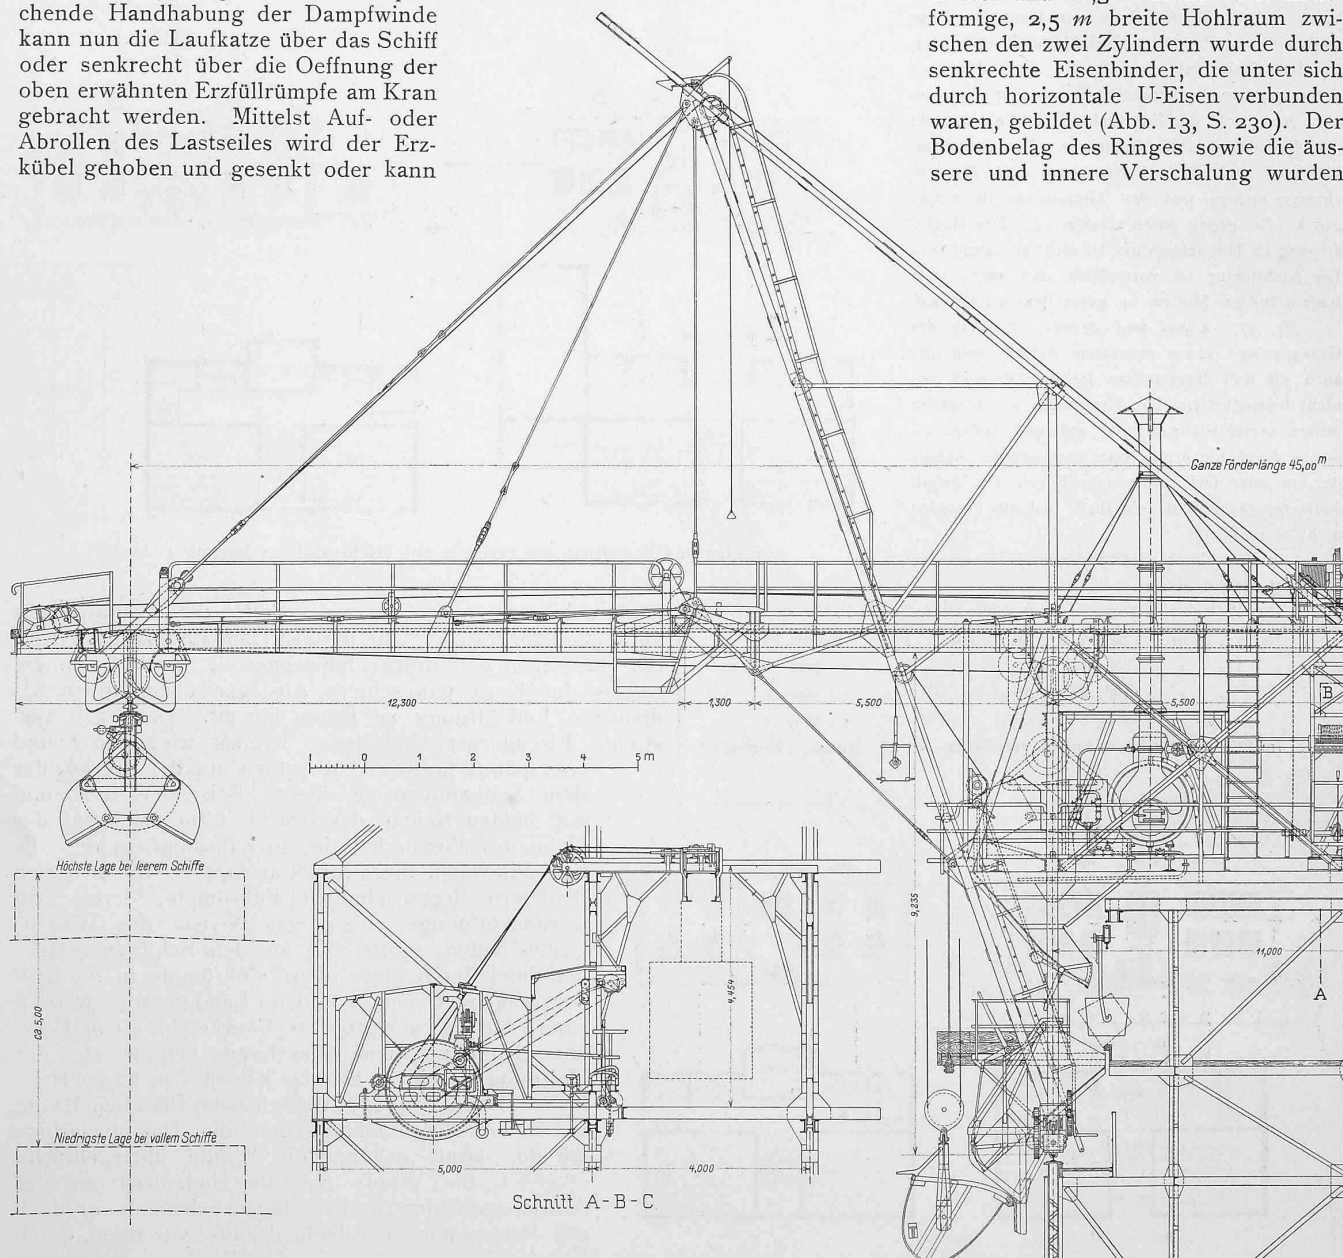 chende Handhabung der Dampfwinde
kann nun die Laufkatze über das Schiff
oder senkrecht über die Oeffnung der
oben erwähnten Erzfüllrümpfe am Kran
gebracht werden. Mittelst Auf- oder
Abrollen des Lastseiles wird der Erz-
kübel gehoben und gesenkt oder kann
förmige, 2,5 m breite Hohlraum zwi-
schen den zwei Zylindern wurde durch
senkrechte Eisenbinder, die unter sich
durch horizontale U-Eisen verbunden
waren, gebildet (Abb. 13, S. 230). Der
Bodenbelag des Ringes sowie die äus-
sere und innere Verschalung wurden
Ganze Förderlänge 45,00 m
12,300
1,300
5,500
5,500
B
1 0 1 2 3 4 5 m
Höchste Lage bei leerem Schiffe
ca 5,00
Niedrigste Lage bei vollem Schiffe
4,454
5,000
4,000
Schnitt A-B-C
9,235
11,000
A